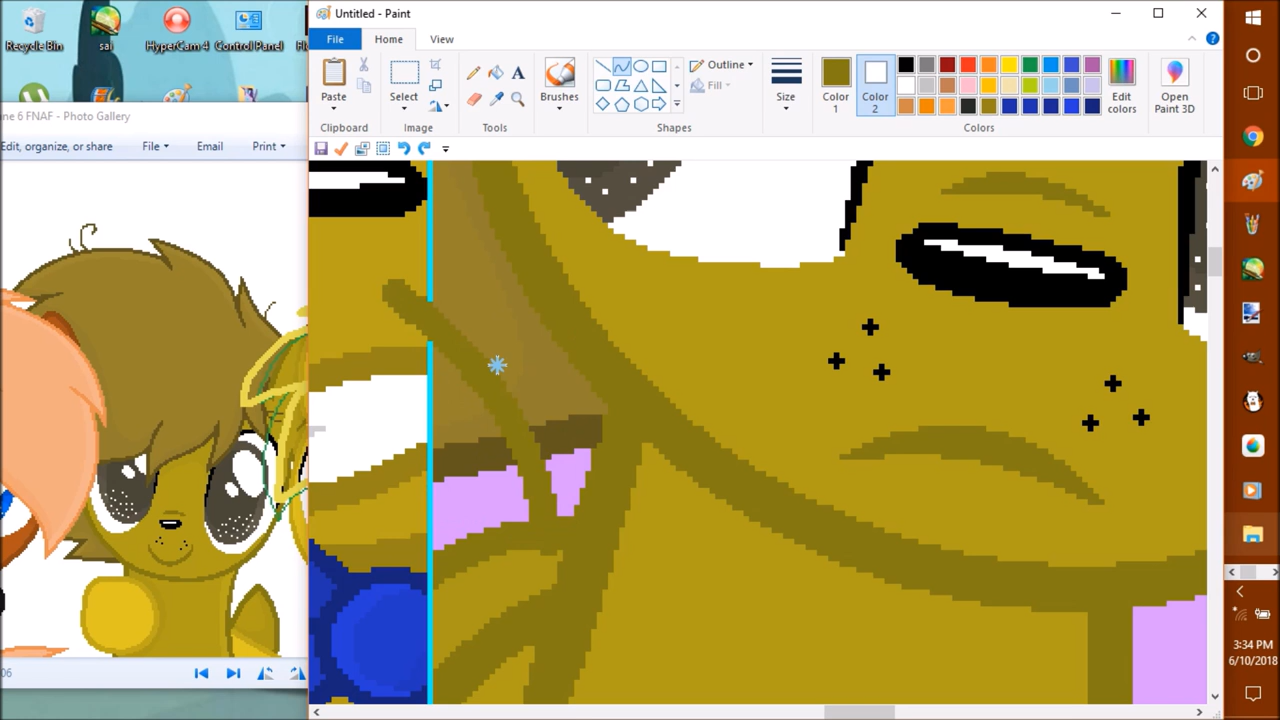 Recycle Bin
sai
HyperCam 4
Control Panel
ane 6 FNAF - Photo Gallery
Edit, organize, or share
File
Email
Print
06
Untitled - Paint
File
Home
View
Paste
Select
Outline
Fill
Brushes
Size
Color
1
Color
2
Edit
colors
Open
Paint 3D
Clipboard
Image
Tools
Shapes
Colors
3:34 PM
6/10/2018